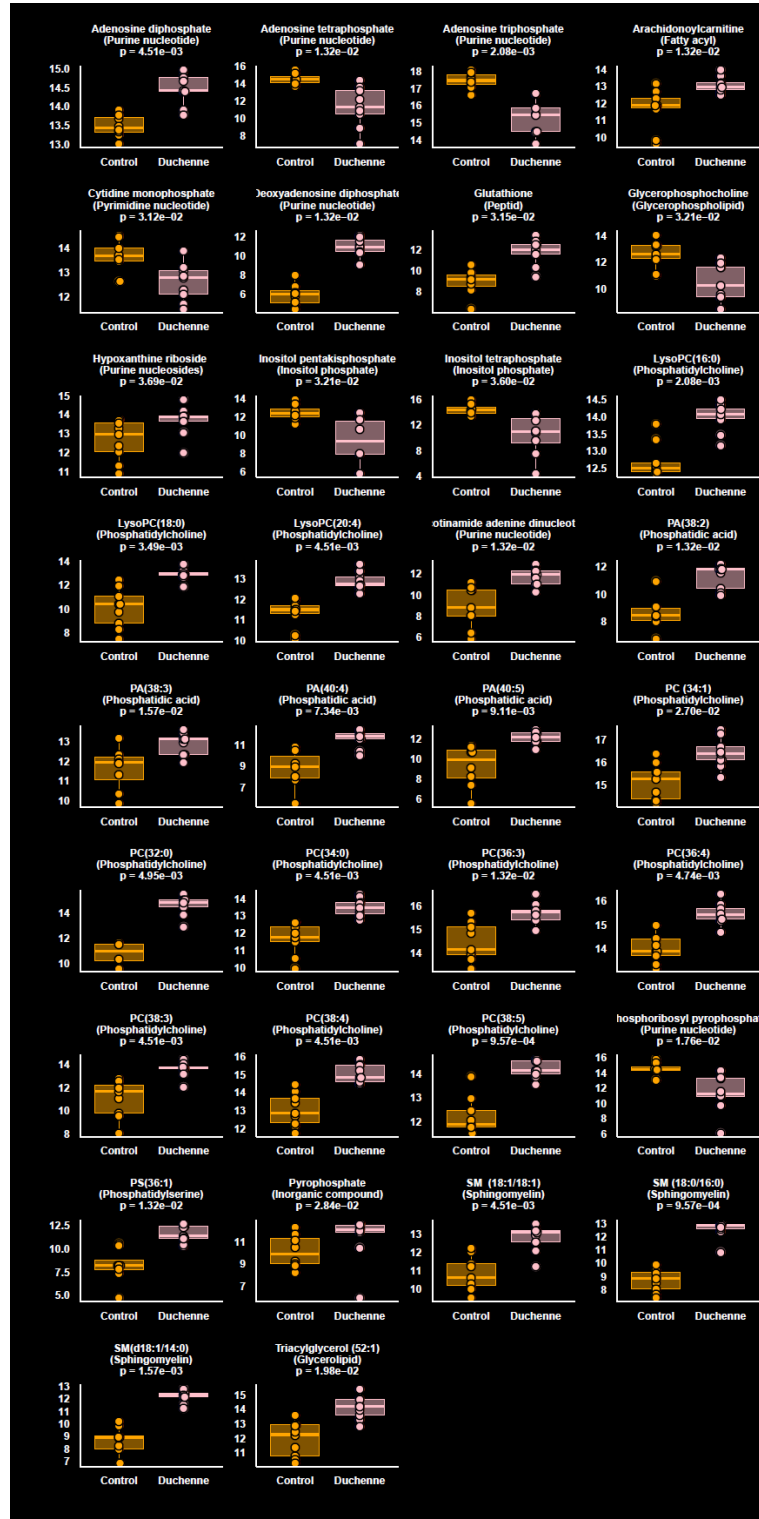 Adenosine diphosphate
(Purine nucleotide)
p = 4.51e−03
15.0
14.5
14.0
13.5
13.0
Control Duchenne
Adenosine tetraphosphate
(Purine nucleotide)
p = 1.32e−02
16
14
12
10
8
Control Duchenne
Adenosine triphosphate
(Purine nucleotide)
p = 2.08e−03
18
17
16
15
14
Control Duchenne
Arachidonoylcarnitine
(Fatty acyl)
p = 1.32e−02
14
13
12
11
10
Control Duchenne
Cytidine monophosphate
(Pyrimidine nucleotide)
p = 3.12e−02
14
13
12
Control Duchenne
Deoxyadenosine diphosphate
(Purine nucleotide)
p = 1.32e−02
12
10
8
6
Control Duchenne
Glutathione
(Peptid)
p = 3.15e−02
12
10
8
Control Duchenne
Glycerophosphocholine
(Glycerophospholipid)
p = 3.21e−02
14
12
10
Control Duchenne
Hypoxanthine riboside
(Purine nucleosides)
p = 3.69e−02
15
14
13
12
11
Control Duchenne
Inositol pentakisphosphate
(Inositol phosphate)
p = 3.21e−02
14
12
10
8
6
Control Duchenne
Inositol tetraphosphate
(Inositol phosphate)
p = 3.60e−02
16
14
12
10
8
6
4
Control Duchenne
LysoPC(16:0)
(Phosphatidylcholine)
p = 2.08e−03
14.5
14.0
13.5
13.0
12.5
Control Duchenne
LysoPC(18:0)
(Phosphatidylcholine)
p = 3.49e−03
14
12
10
8
Control Duchenne
LysoPC(20:4)
(Phosphatidylcholine)
p = 4.51e−03
13
12
11
10
Control Duchenne
cotinamide adenine dinucleot
(Purine nucleotide)
p = 1.32e−02
12
10
8
6
Control Duchenne
PA(38:2)
(Phosphatidic acid)
p = 1.32e−02
12
10
8
Control Duchenne
PA(38:3)
(Phosphatidic acid)
p = 1.57e−02
13
12
11
10
Control Duchenne
PA(40:4)
(Phosphatidic acid)
p = 7.34e−03
11
9
7
Control Duchenne
PA(40:5)
(Phosphatidic acid)
p = 9.11e−03
12
10
8
6
Control Duchenne
PC (34:1)
(Phosphatidylcholine)
p = 2.70e−02
17
16
15
Control Duchenne
PC(32:0)
(Phosphatidylcholine)
p = 4.95e−03
14
12
10
Control Duchenne
PC(34:0)
(Phosphatidylcholine)
p = 4.51e−03
14
13
12
11
10
Control Duchenne
PC(36:3)
(Phosphatidylcholine)
p = 1.32e−02
16
15
14
Control Duchenne
PC(36:4)
(Phosphatidylcholine)
p = 4.74e−03
16
15
14
Control Duchenne
PC(38:3)
(Phosphatidylcholine)
p = 4.51e−03
14
12
10
8
Control Duchenne
PC(38:4)
(Phosphatidylcholine)
p = 4.51e−03
16
15
14
13
12
Control Duchenne
PC(38:5)
(Phosphatidylcholine)
p = 9.57e−04
14
13
12
Control Duchenne
hosphoribosyl pyrophosphat
(Purine nucleotide)
p = 1.76e−02
16
14
12
10
8
6
Control Duchenne
PS(36:1)
(Phosphatidylserine)
p = 1.32e−02
12.5
10.0
7.5
5.0
Control Duchenne
Pyrophosphate
(Inorganic compound)
p = 2.84e−02
11
9
7
Control Duchenne
SM (18:1/18:1)
(Sphingomyelin)
p = 4.51e−03
13
12
11
10
Control Duchenne
SM (18:0/16:0)
(Sphingomyelin)
p = 9.57e−04
13
12
11
10
9
8
Control Duchenne
SM(d18:1/14:0)
(Sphingomyelin)
p = 1.57e−03
13
12
11
10
9
8
7
Control Duchenne
Triacylglycerol (52:1)
(Glycerolipid)
p = 1.98e−02
15
14
13
12
11
Control Duchenne